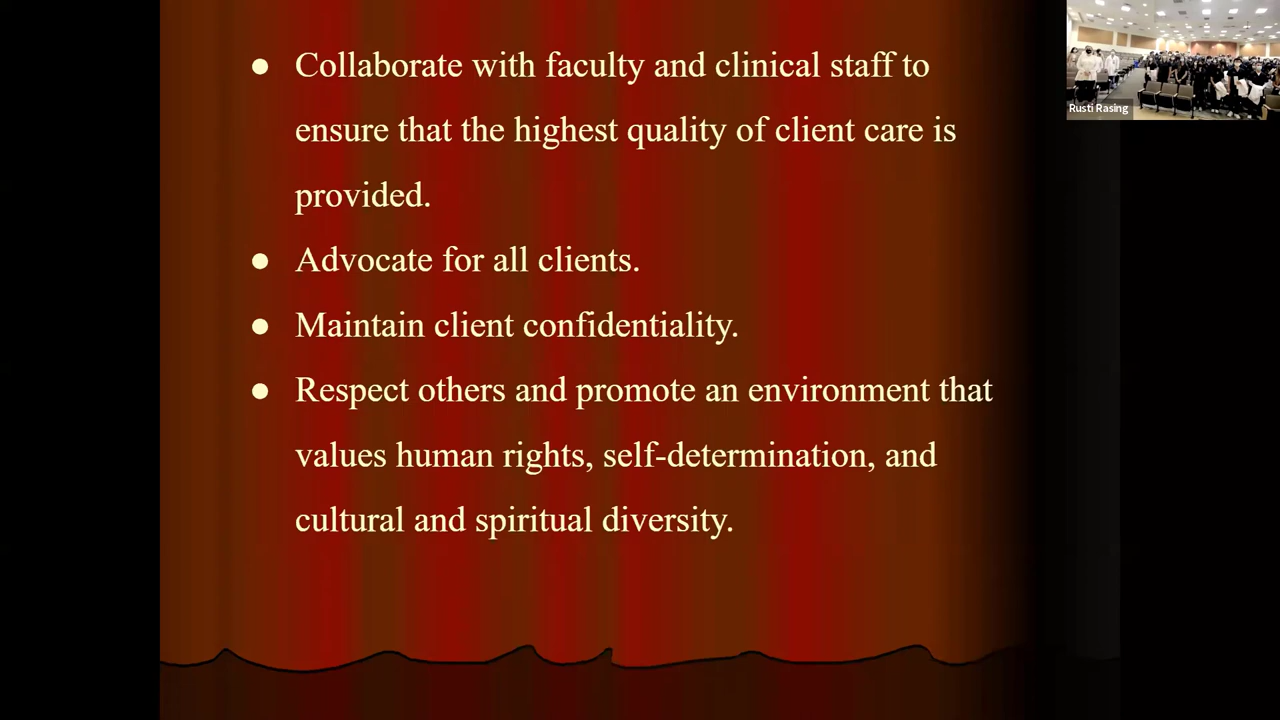 ● Collaborate with faculty and clinical staff to
ensure that the highest quality of client care is
provided.
● Advocate for all clients.
● Maintain client confidentiality.
● Respect others and promote an environment that
values human rights, self-determination, and
cultural and spiritual diversity.
Rusti Rasing